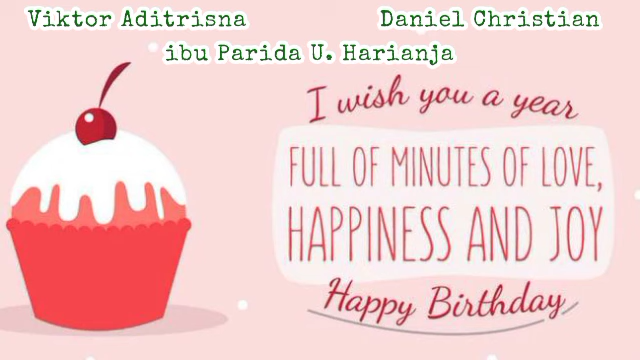 Viktor Aditrisna Daniel Christian
ibu Parida U. Harianja
I wish you a year
FULL OF MINUTES OF LOVE,
HAPPINESS AND JOY
Happy Birthday